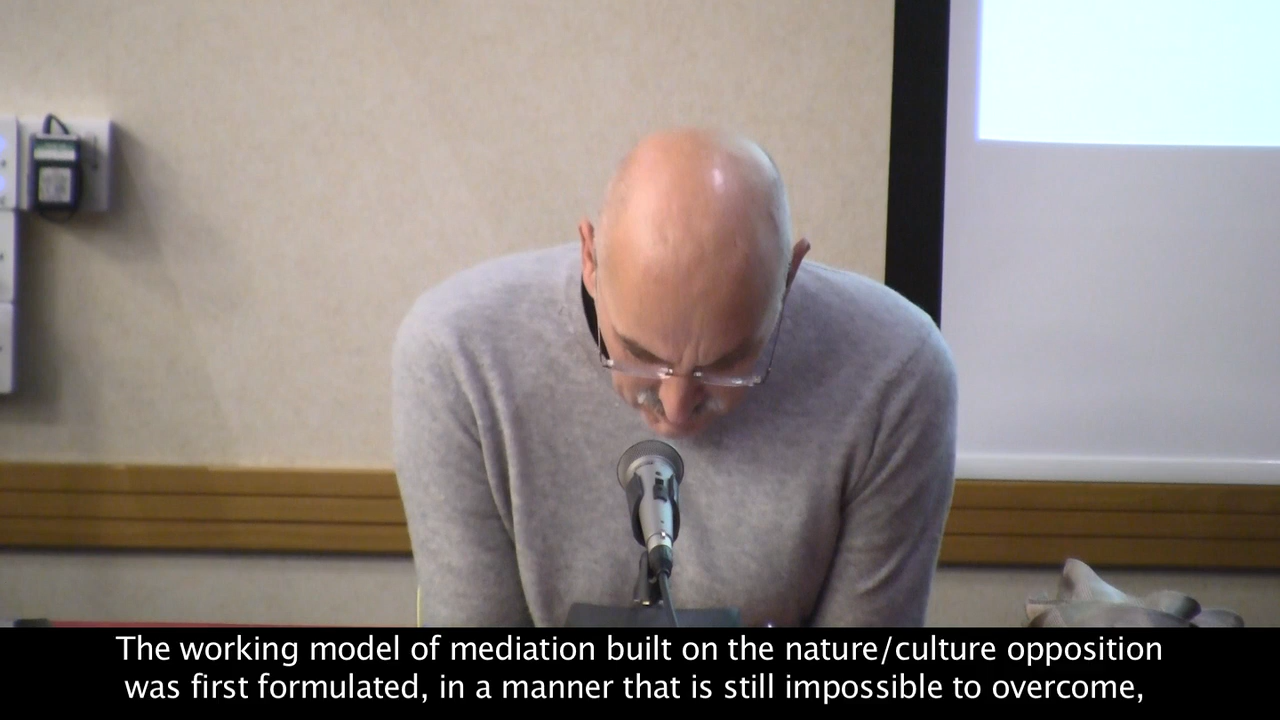 The working model of mediation built on the nature/culture opposition
was first formulated, in a manner that is still impossible to overcome,